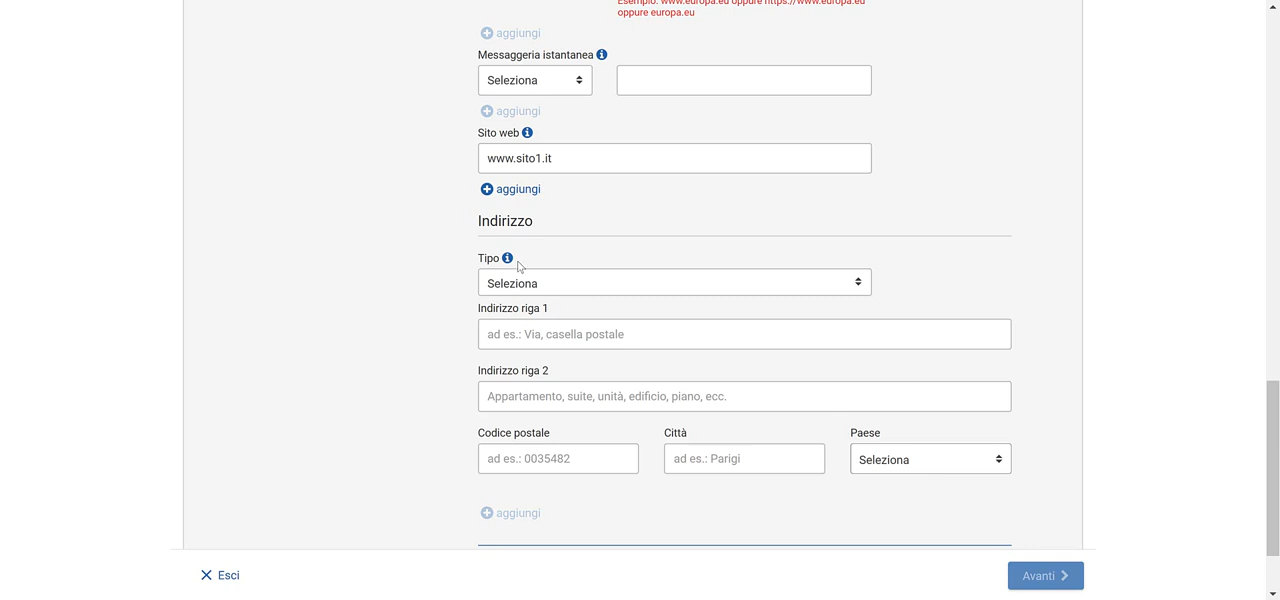 Esempio: www.europa.eu oppure https://www.europa.eu
oppure europa.eu
aggiungi
Messaggeria istantanea
Seleziona
aggiungi
Sito web
www.sito1.it
aggiungi
Indirizzo
Tipo
Seleziona
Indirizzo riga 1
ad es.: Via, casella postale
Indirizzo riga 2
Appartamento, suite, unità, edificio, piano, ecc.
Codice postale Città Paese
ad es.: 0035482 ad es.: Parigi Seleziona
aggiungi
Esci Avanti